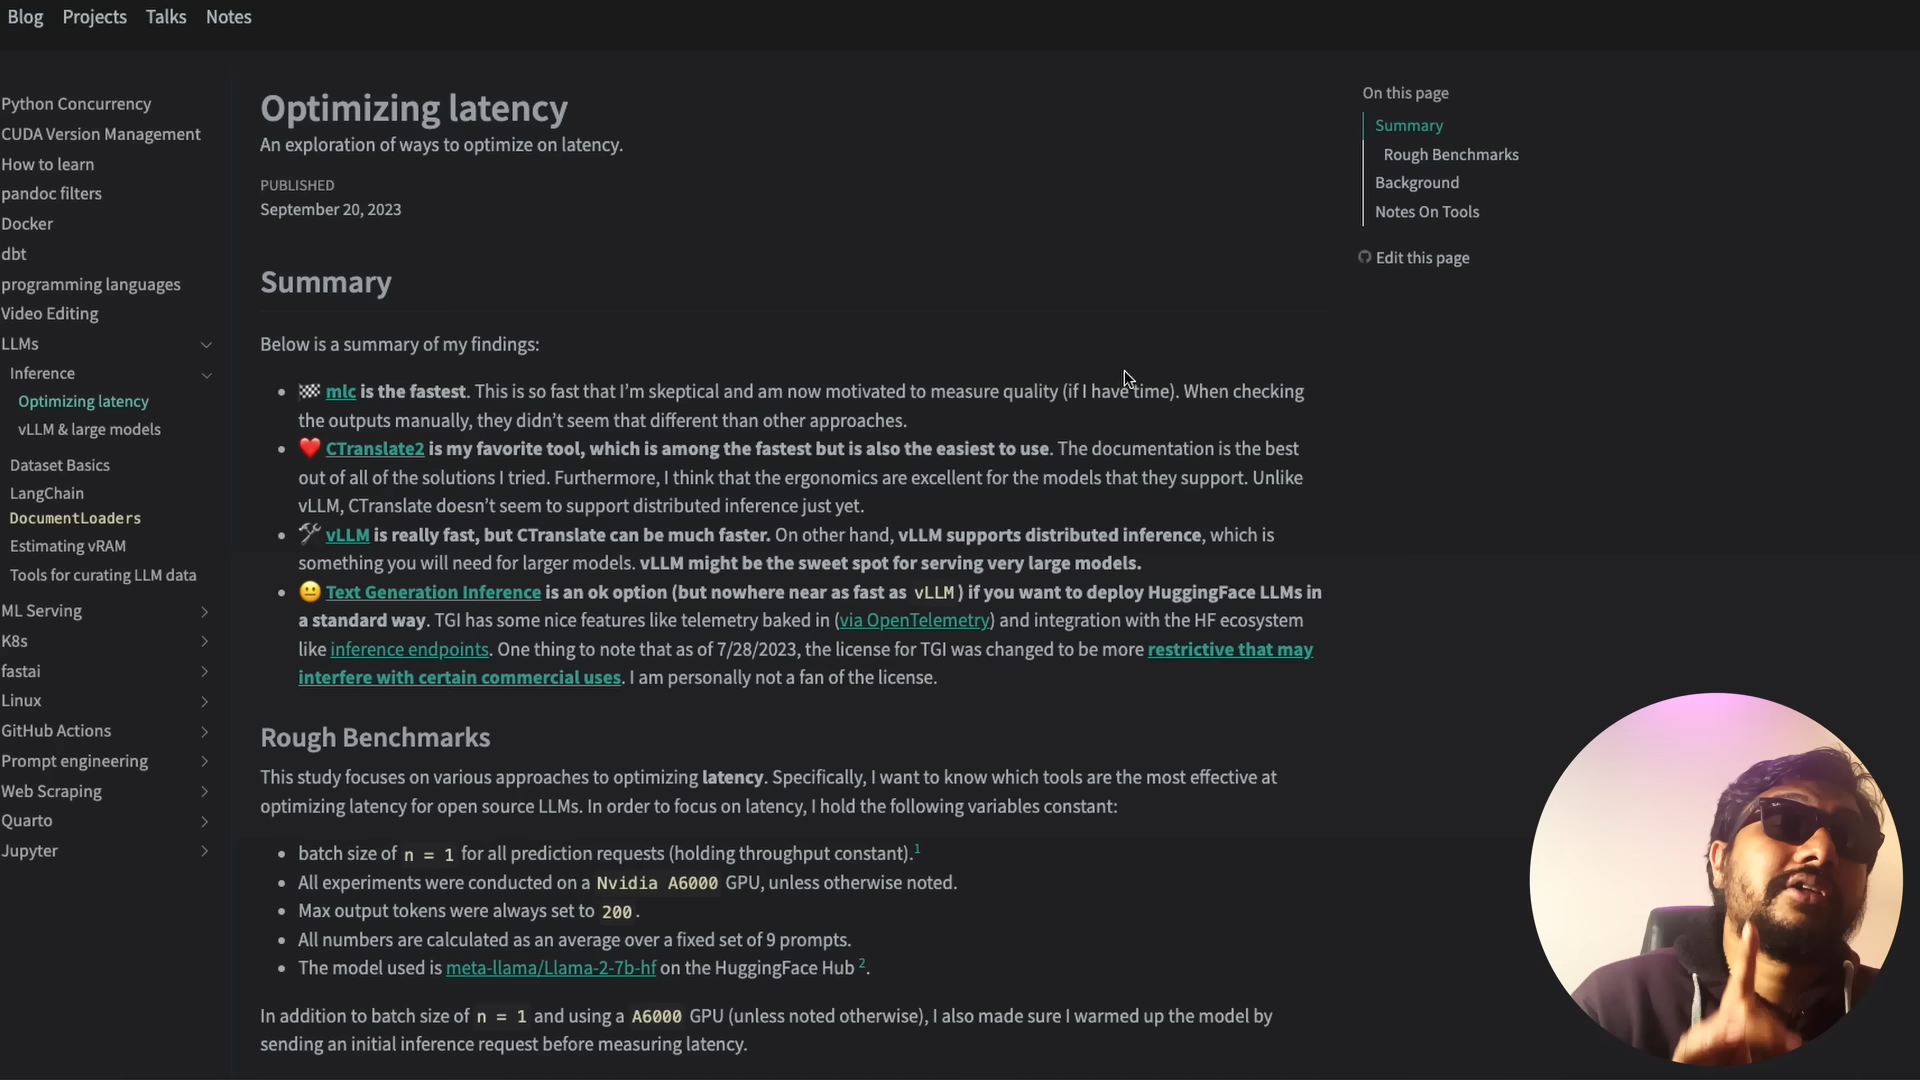 Blog Projects Talks Notes
Python Concurrency
CUDA Version Management
How to learn
pandoc filters
Docker
dbt
programming languages
Video Editing
LLMs
Inference
Optimizing latency
vLLM & large models
Dataset Basics
LangChain
DocumentLoaders
Estimating vRAM
Tools for curating LLM data
ML Serving
K8s
fastai
Linux
GitHub Actions
Prompt engineering
Web Scraping
Quarto
Jupyter
Optimizing latency
An exploration of ways to optimize on latency.
PUBLISHED
September 20, 2023
Summary
Below is a summary of my findings:
• 🏁 mlc is the fastest. This is so fast that I’m skeptical and am now motivated to measure quality (if I have time). When checking
the outputs manually, they didn’t seem that different than other approaches.
• ❤️ CTranslate2 is my favorite tool, which is among the fastest but is also the easiest to use. The documentation is the best
out of all of the solutions I tried. Furthermore, I think that the ergonomics are excellent for the models that they support. Unlike
vLLM, CTranslate doesn’t seem to support distributed inference just yet.
• 🛠️ vLLM is really fast, but CTranslate can be much faster. On other hand, vLLM supports distributed inference, which is
something you will need for larger models. vLLM might be the sweet spot for serving very large models.
• 😐 Text Generation Inference is an ok option (but nowhere near as fast as vLLM) if you want to deploy HuggingFace LLMs in
a standard way. TGI has some nice features like telemetry baked in (via OpenTelemetry) and integration with the HF ecosystem
like inference endpoints. One thing to note that as of 7/28/2023, the license for TGI was changed to be more restrictive that may
interfere with certain commercial uses. I am personally not a fan of the license.
Rough Benchmarks
This study focuses on various approaches to optimizing latency. Specifically, I want to know which tools are the most effective at
optimizing latency for open source LLMs. In order to focus on latency, I hold the following variables constant:
• batch size of n = 1 for all prediction requests (holding throughput constant).1
• All experiments were conducted on a Nvidia A6000 GPU, unless otherwise noted.
• Max output tokens were always set to 200.
• All numbers are calculated as an average over a fixed set of 9 prompts.
• The model used is meta-llama/Llama-2-7b-hf on the HuggingFace Hub 2.
In addition to batch size of n = 1 and using a A6000 GPU (unless noted otherwise), I also made sure I warmed up the model by
sending an initial inference request before measuring latency.
On this page
Summary
Rough Benchmarks
Background
Notes On Tools
Edit this page